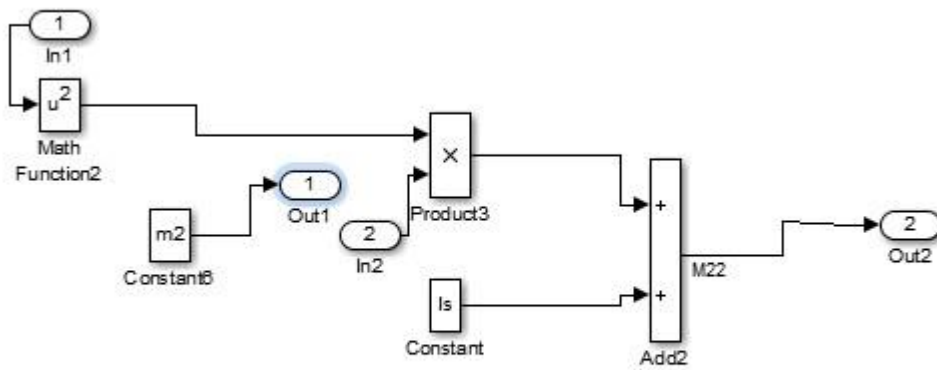 1
In1
u2
Math
Function2
×
Product3
1
Out1
m2
Constant6
2
In2
Is
Constant
+
+
Add2
M22
2
Out2